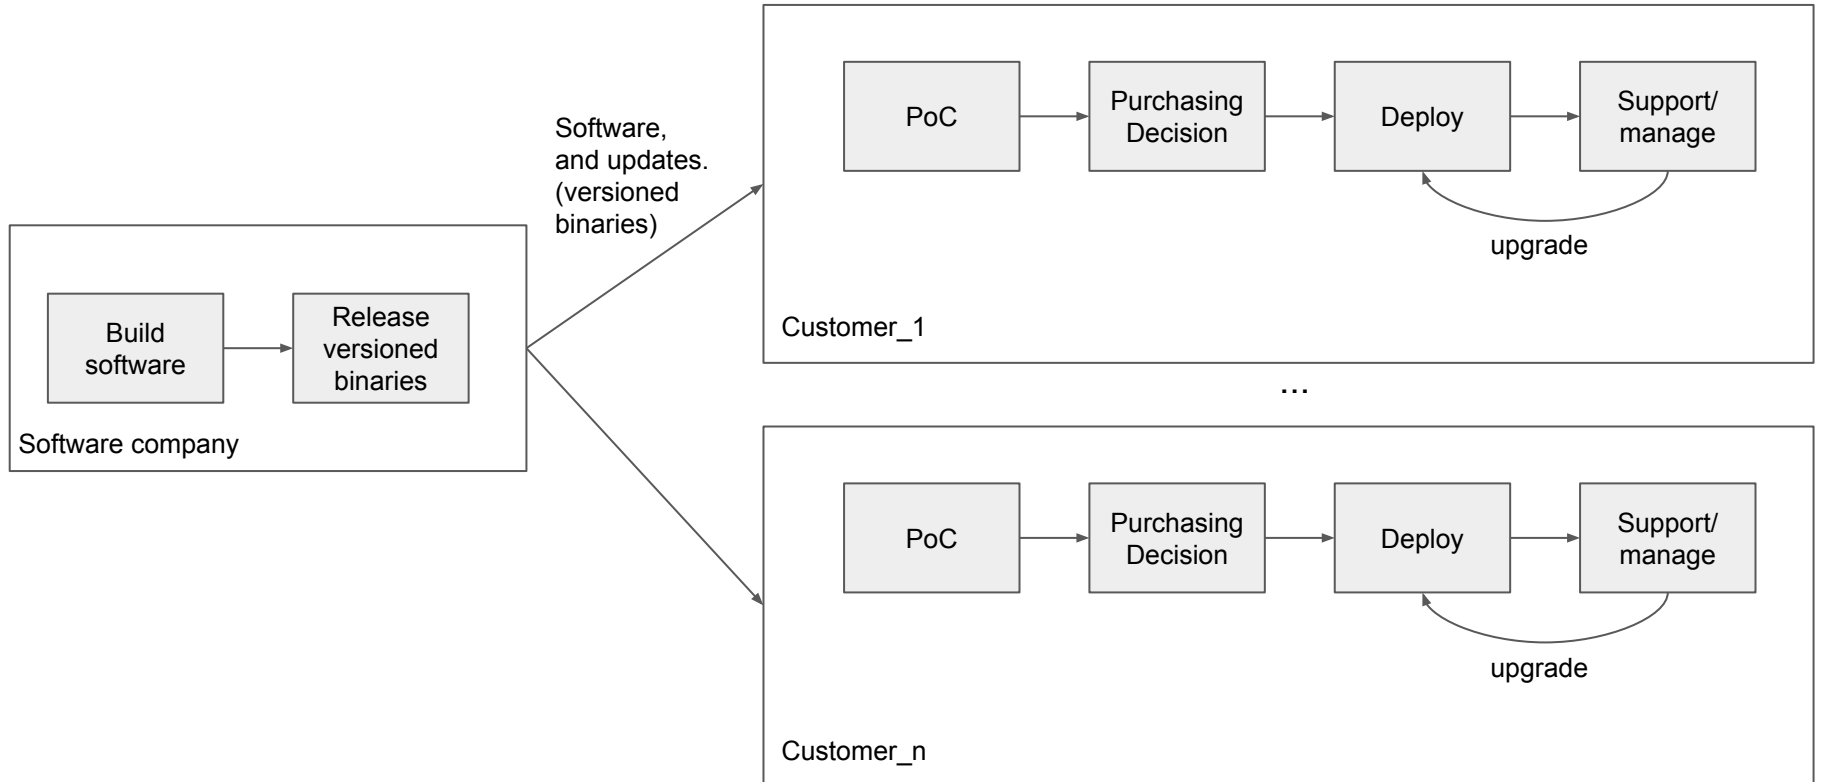 Software,
and updates.
(versioned
binaries)
Build
software
Release
versioned
binaries
Software company
PoC
Purchasing
Decision
Deploy
Support/
manage
upgrade
Customer_1
...
PoC
Purchasing
Decision
Deploy
Support/
manage
upgrade
Customer_n